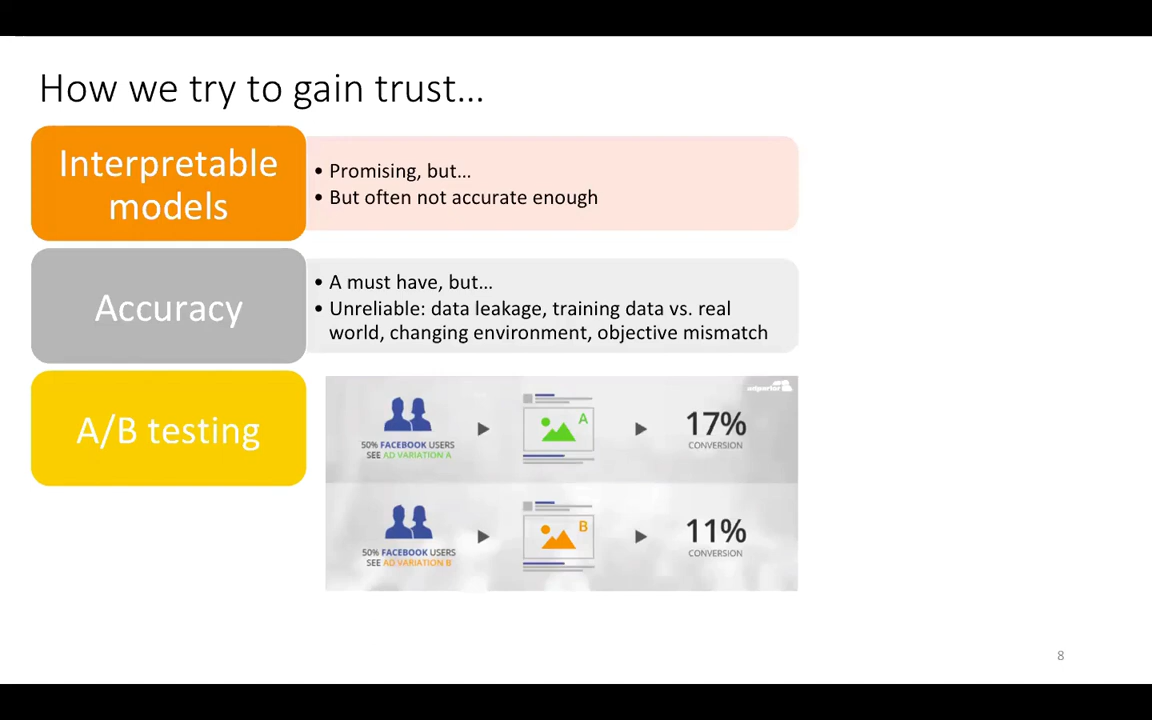 How we try to gain trust...
Interpretable
models
• Promising, but...
• But often not accurate enough
Accuracy
• A must have, but...
• Unreliable: data leakage, training data vs. real
world, changing environment, objective mismatch
A/B testing
50% FACEBOOK USERS
SEE AD VARIATION A
A
17%
CONVERSION
50% FACEBOOK USERS
SEE AD VARIATION B
B
11%
CONVERSION
8